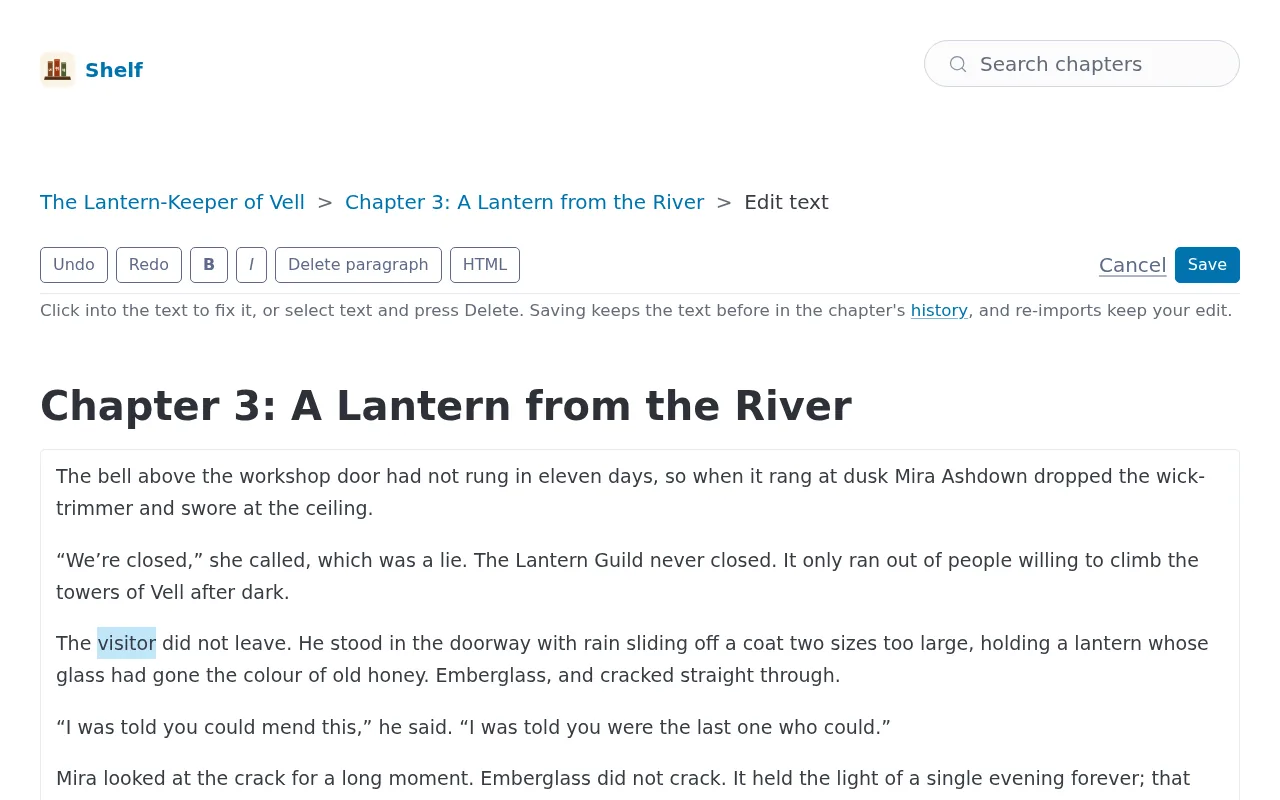 Shelf
Search chapters
The Lantern-Keeper of Vell > Chapter 3: A Lantern from the River > Edit text
Undo Redo B I Delete paragraph HTML Cancel Save
Click into the text to fix it, or select text and press Delete. Saving keeps the text before in the chapter's history, and re-imports keep your edit.
Chapter 3: A Lantern from the River
The bell above the workshop door had not rung in eleven days, so when it rang at dusk Mira Ashdown dropped the wick-
trimmer and swore at the ceiling.
“We’re closed,” she called, which was a lie. The Lantern Guild never closed. It only ran out of people willing to climb the
towers of Vell after dark.
The visitor did not leave. He stood in the doorway with rain sliding off a coat two sizes too large, holding a lantern whose
glass had gone the colour of old honey. Emberglass, and cracked straight through.
“I was told you could mend this,” he said. “I was told you were the last one who could.”
Mira looked at the crack for a long moment. Emberglass did not crack. It held the light of a single evening forever; that